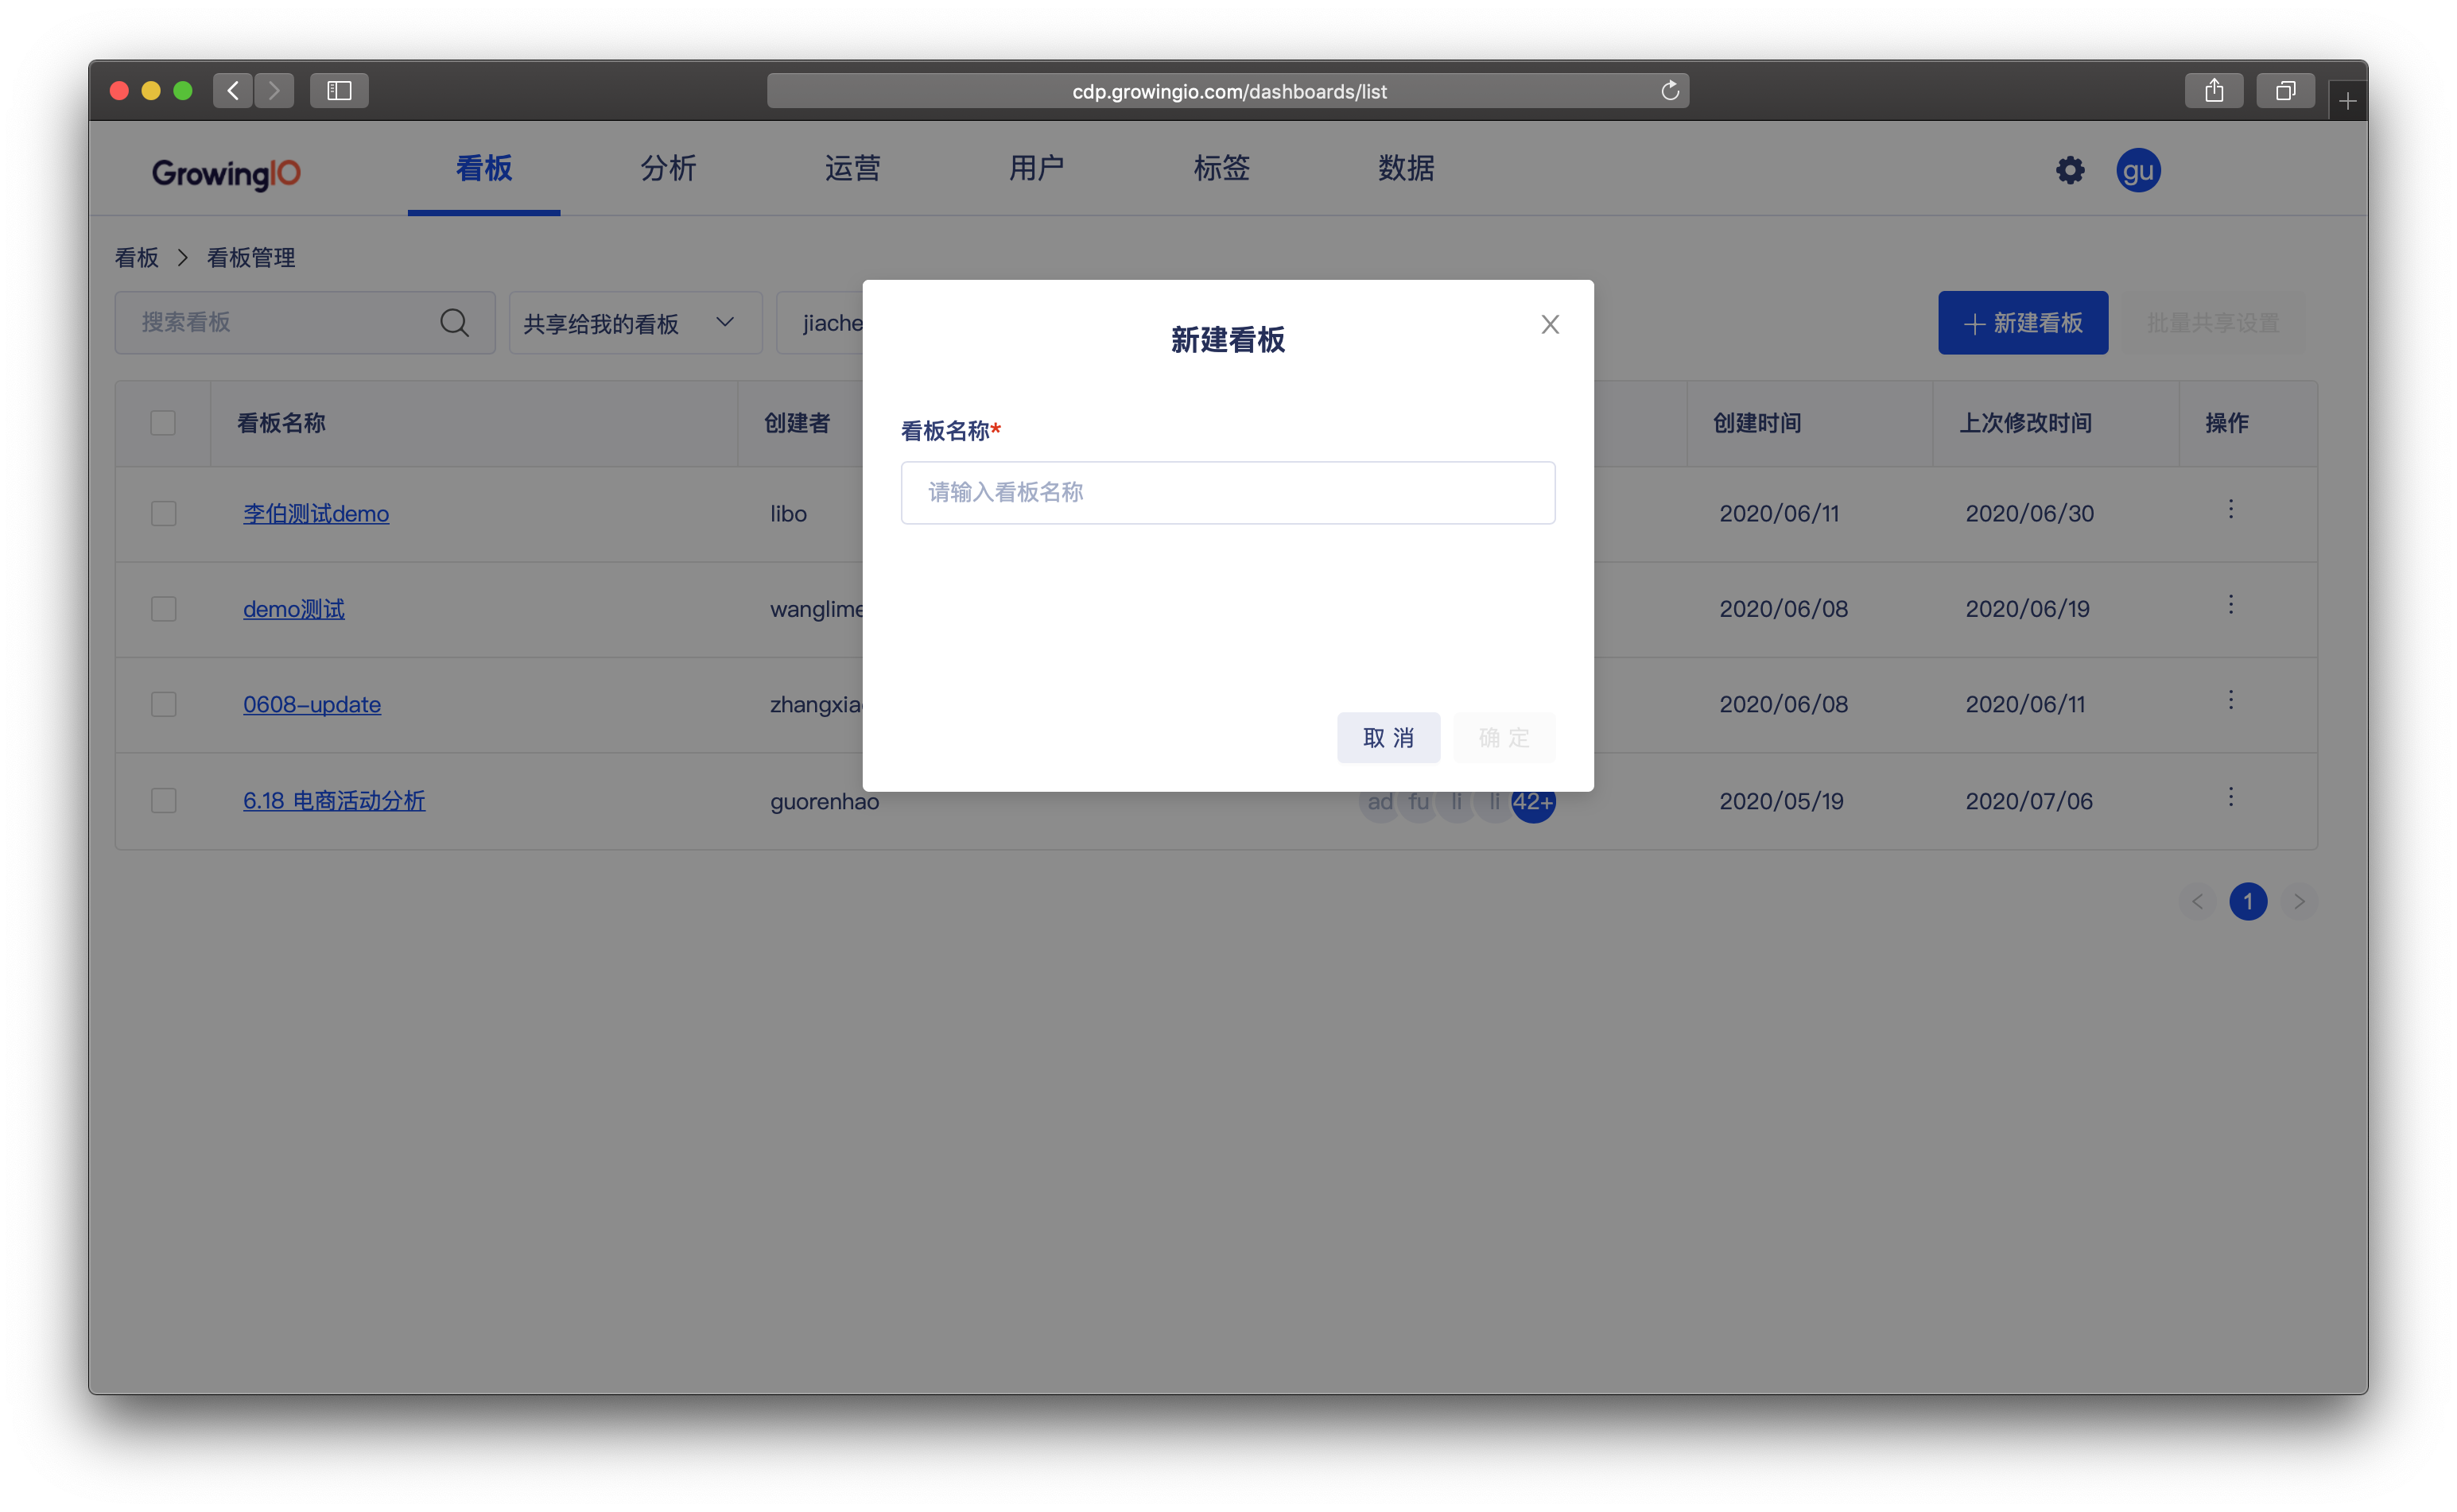 cdp.growingio.com/dashboards/list
GrowingIO 看板 分析 运营 用户 标签 数据 gu
看板 > 看板管理
搜索看板 共享给我的看板 jiache 新建看板 批量共享设置
新建看板
看板名称 创建者 创建时间 上次修改时间 操作
看板名称*
请输入看板名称
李伯测试demo libo 2020/06/11 2020/06/30
demo测试 wanglime 2020/06/08 2020/06/19
0608-update zhangxia 2020/06/08 2020/06/11
取 消 确 定
6.18 电商活动分析 guorenhao ad fu li li 42+ 2020/05/19 2020/07/06
< 1 >